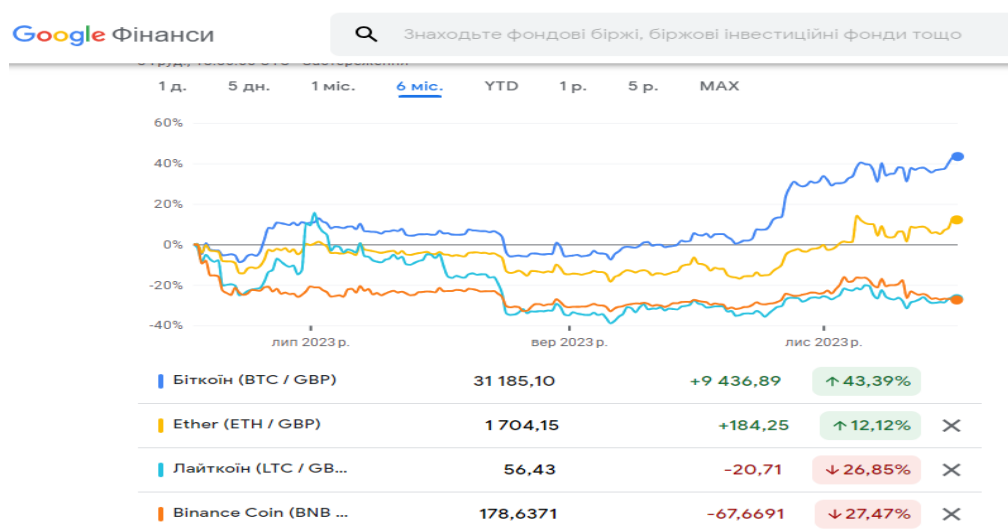 Google Фінанси
Знаходьте фондові біржі, біржові інвестиційні фонди тощо
1 д. 5 дн. 1 міс. 6 міс. YTD 1 р. 5 р. MAX
60%
40%
20%
0%
-20%
-40%
лип 2023 р. вер 2023 р. лис 2023 р.
Біткоїн (BTC / GBP) 31 185,10 +9 436,89 ↑ 43,39%
Ether (ETH / GBP) 1 704,15 +184,25 ↑ 12,12%
Лайткоїн (LTC / GB... 56,43 -20,71 ↓ 26,85%
Binance Coin (BNB ... 178,6371 -67,6691 ↓ 27,47%